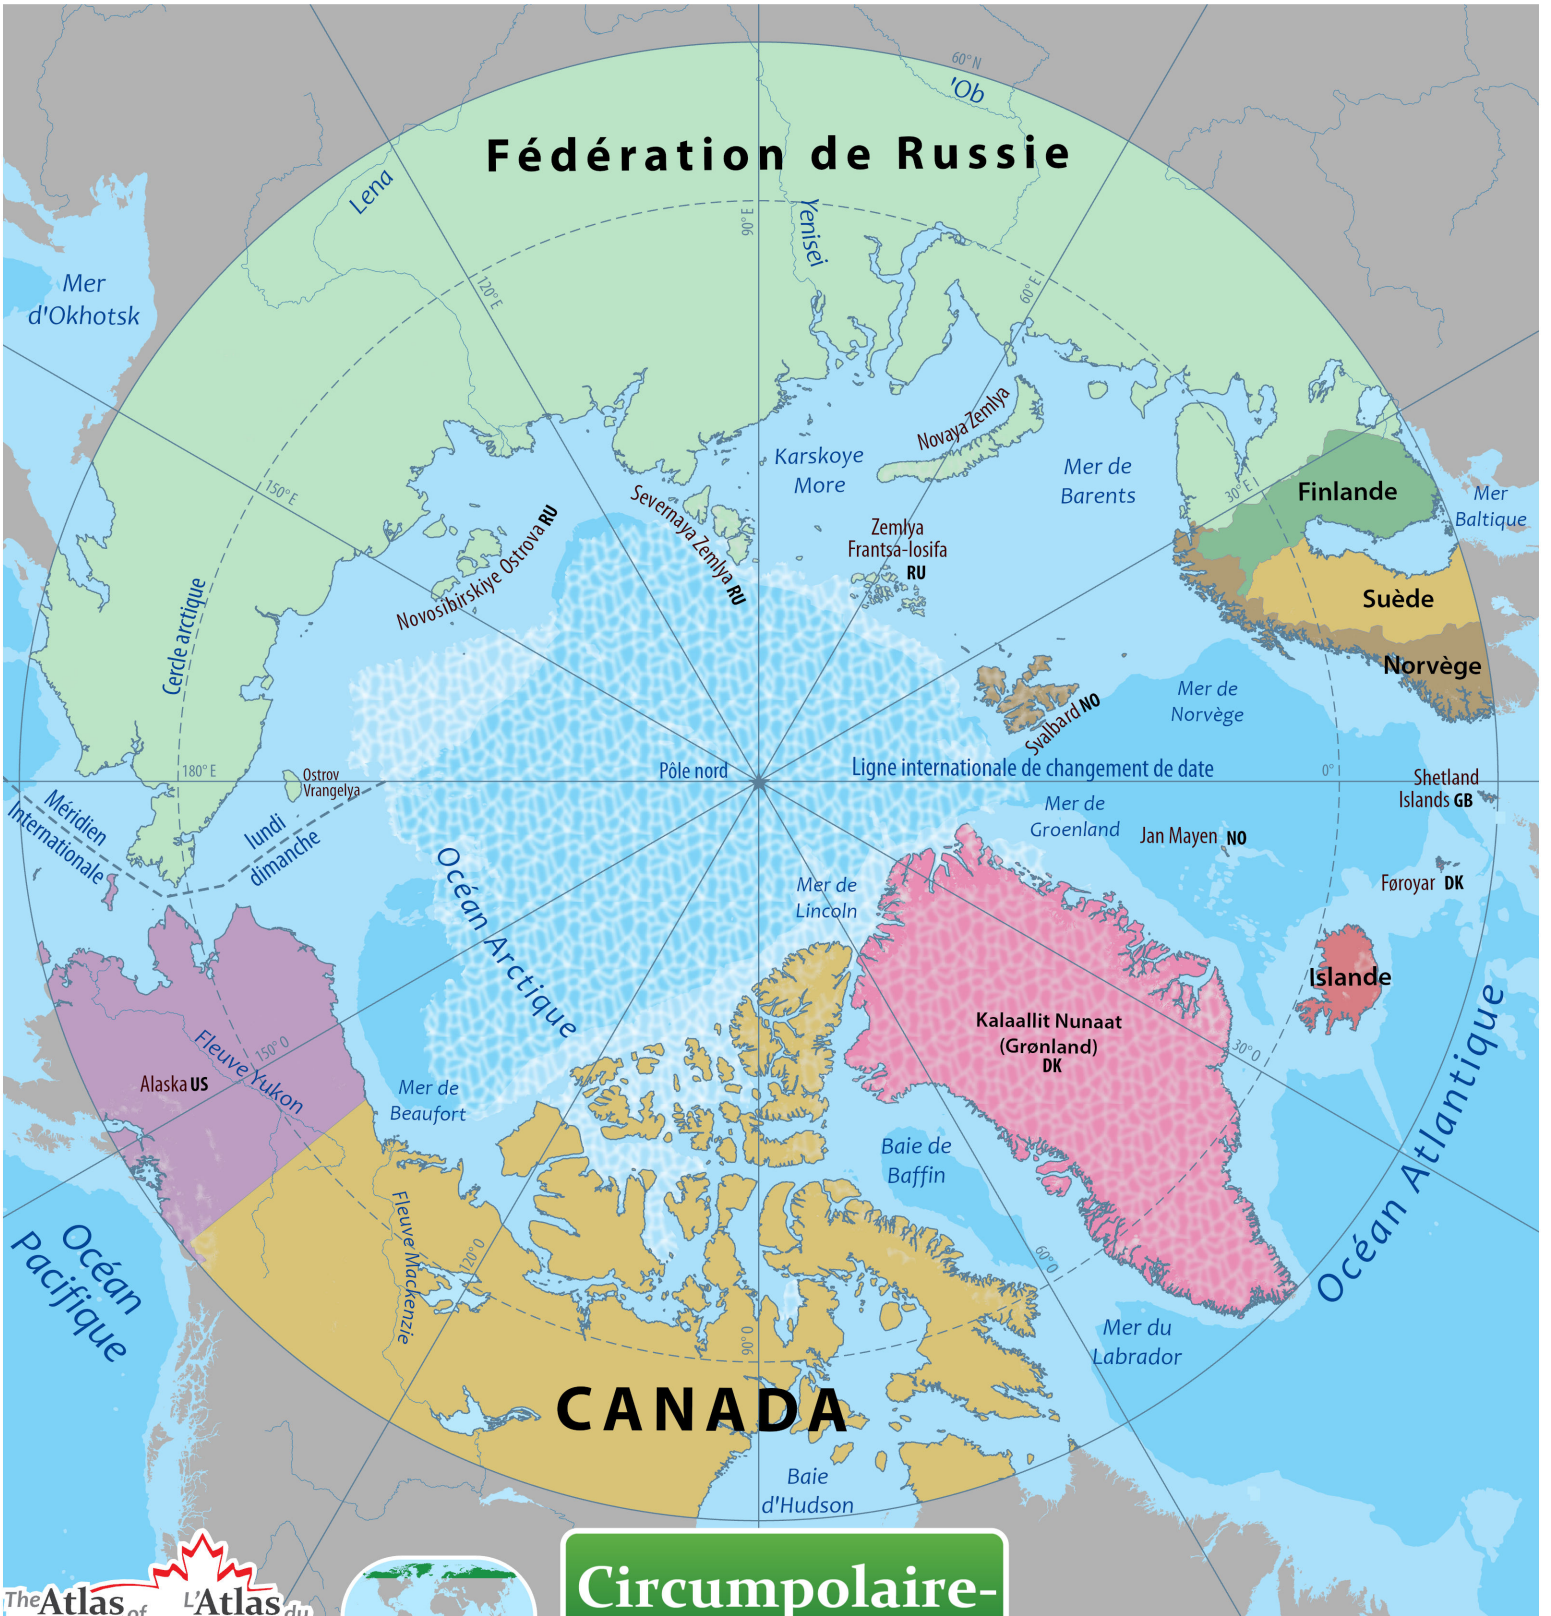 60° N
'Ob
Fédération de Russie
Lena
Yenisei
90° E
Mer
d'Okhotsk
120° E
60° E
Novaya Zemlya
Karskoye
More
Mer de
Barents
150° E
30° E
Finlande
Mer
Baltique
Severnaya Zemlya RU
Novosibirskiye Ostrova RU
Zemlya
Frantsa-Iosifa
RU
Suède
Cercle arctique
Norvège
Mer de
Norvège
Svalbard NO
180° E
Ostrov
Vrangelya
Pôle nord
Ligne internationale de changement de date
0°
Shetland
Islands GB
Méridien
Internationale
lundi
dimanche
Mer de
Groenland
Jan Mayen NO
Føroyar DK
Océan Arctique
Mer de
Lincoln
Islande
Kalaallit Nunaat
(Grønland)
DK
Fleuve Yukon
150° O
30° O
Alaska US
Mer de
Beaufort
Océan Atlantique
Baie de
Baffin
Fleuve Mackenzie
120° O
60° O
Océan
Pacifique
90° O
Mer du
Labrador
CANADA
Baie
d'Hudson
Circumpolaire-
The Atlas of
L'Atlas du